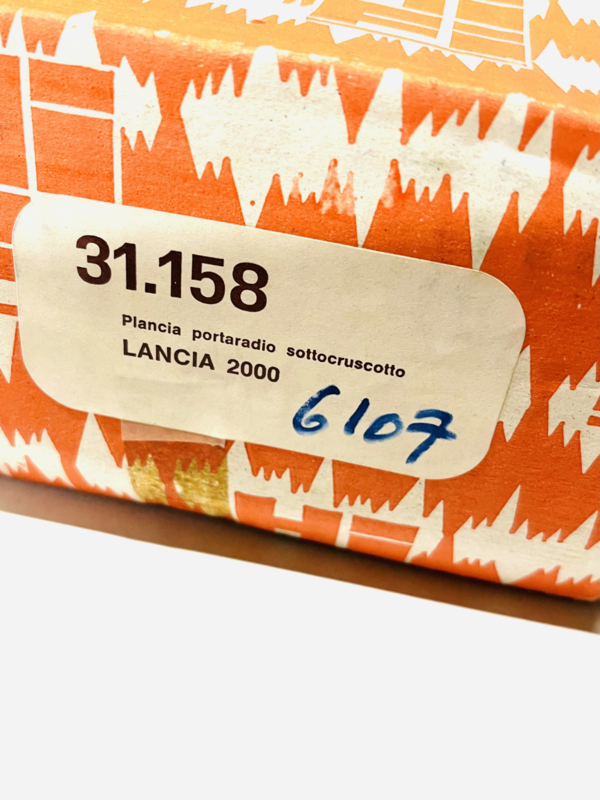 31.158
Plancia portaradio sottocruscotto
LANCIA 2000
6107